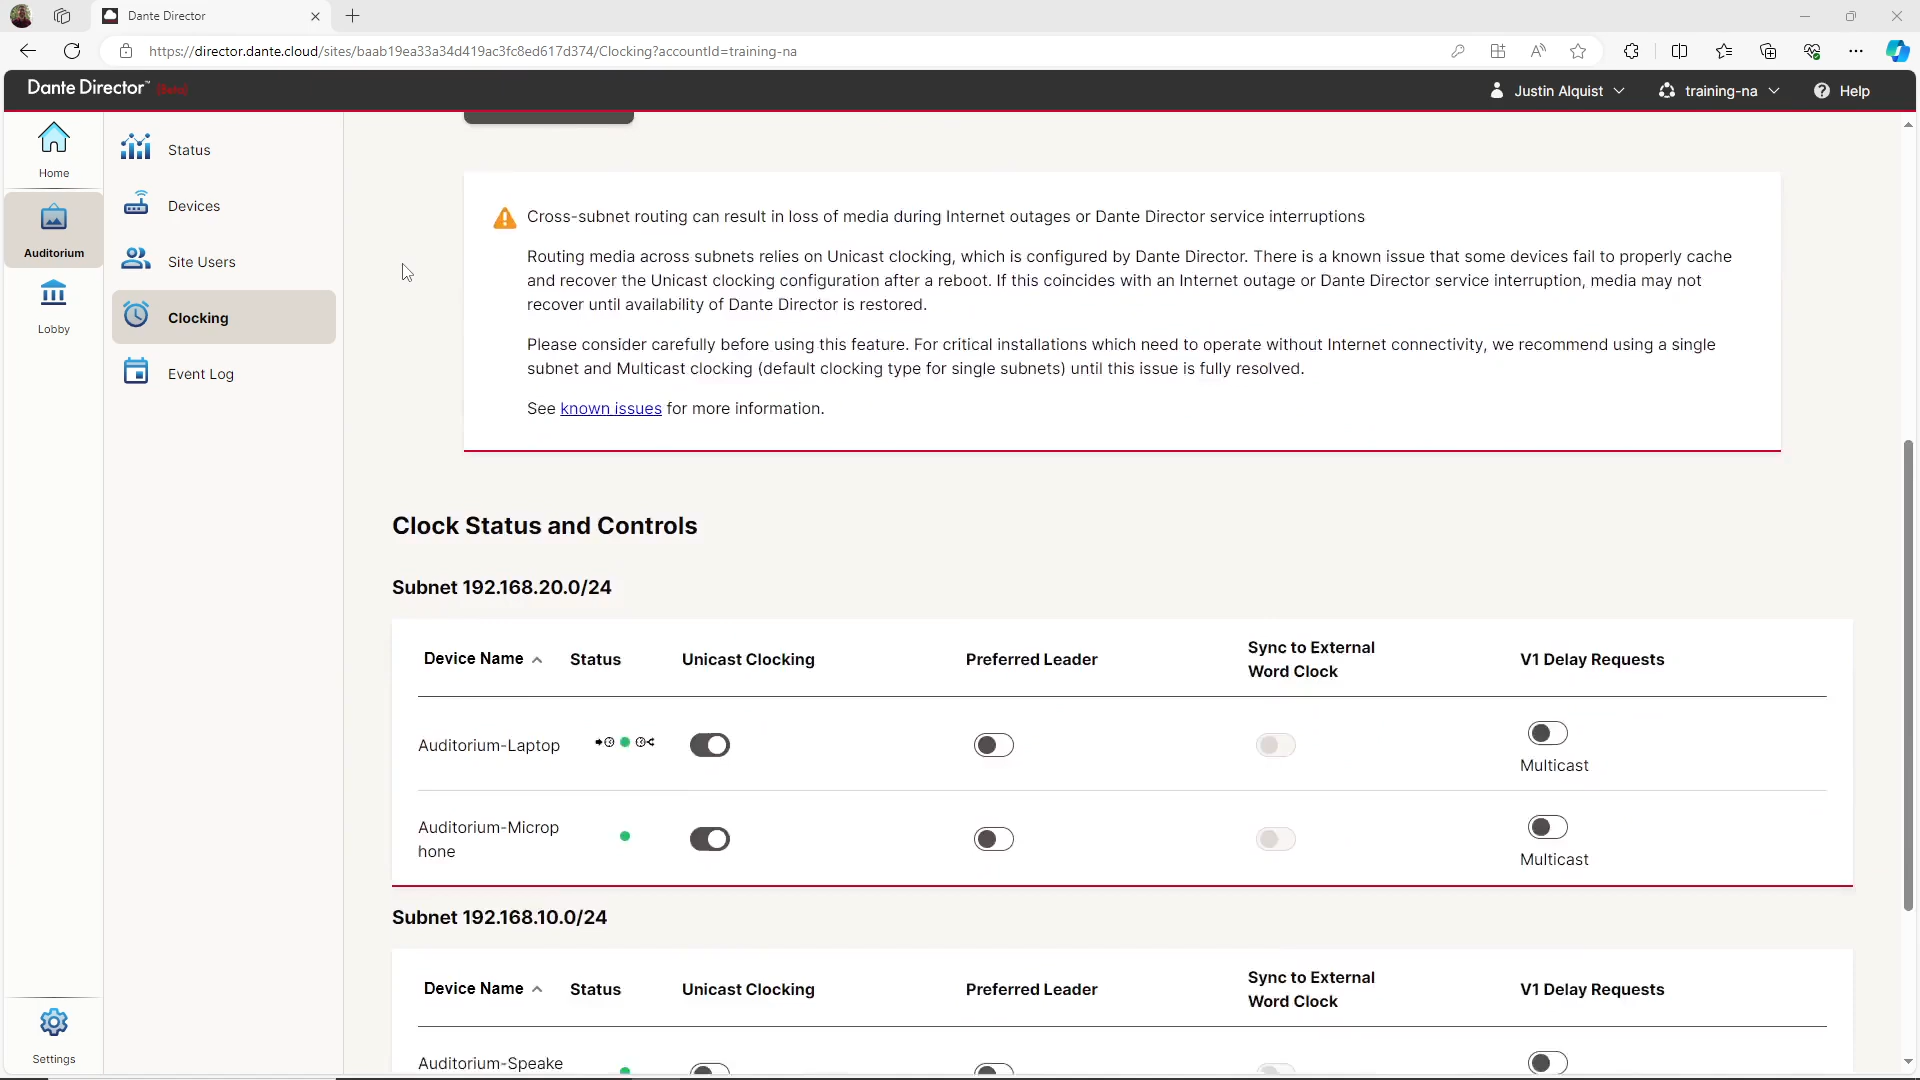 Dante Director
https://director.dante.cloud/sites/baab19ea33a34d419ac3fc8ed617d374/Clocking?accountId=training-na
Dante Director™ (Beta)
Justin Alquist
training-na
Help
Home
Auditorium
Lobby
Settings
Status
Devices
Site Users
Clocking
Event Log
Cross-subnet routing can result in loss of media during Internet outages or Dante Director service interruptions
Routing media across subnets relies on Unicast clocking, which is configured by Dante Director. There is a known issue that some devices fail to properly cache
and recover the Unicast clocking configuration after a reboot. If this coincides with an Internet outage or Dante Director service interruption, media may not
recover until availability of Dante Director is restored.
Please consider carefully before using this feature. For critical installations which need to operate without Internet connectivity, we recommend using a single
subnet and Multicast clocking (default clocking type for single subnets) until this issue is fully resolved.
See known issues for more information.
Clock Status and Controls
Subnet 192.168.20.0/24
Device Name Status Unicast Clocking Preferred Leader Sync to External V1 Delay Requests
Word Clock
Auditorium-Laptop
Multicast
Auditorium-Microp
hone
Multicast
Subnet 192.168.10.0/24
Device Name Status Unicast Clocking Preferred Leader Sync to External V1 Delay Requests
Word Clock
Auditorium-Speake